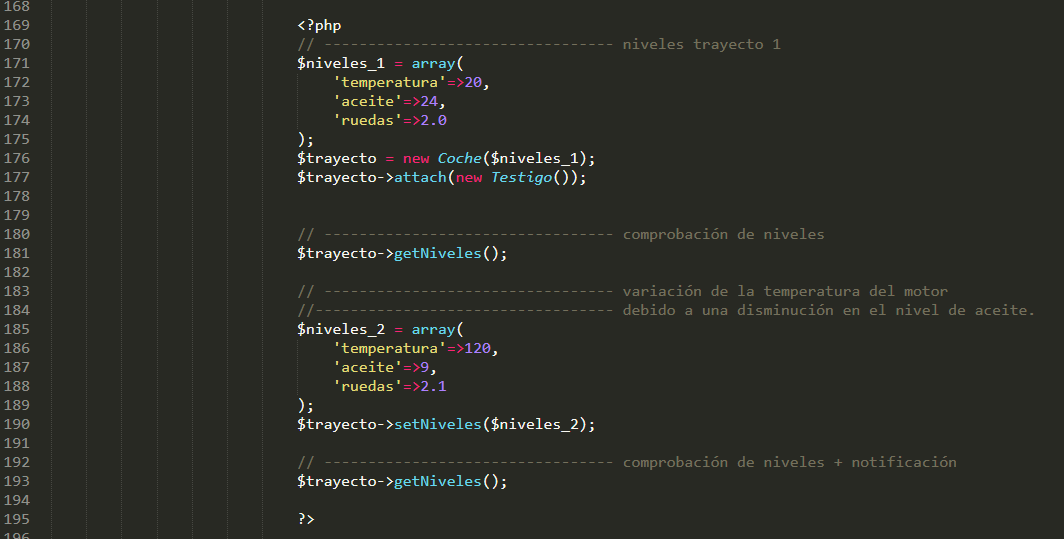 168
169 <?php
170 // --------------------------------- niveles trayecto 1
171 $niveles_1 = array(
172 'temperatura'=>20,
173 'aceite'=>24,
174 'ruedas'=>2.0
175 );
176 $trayecto = new Coche($niveles_1);
177 $trayecto->attach(new Testigo());
178
179
180 // --------------------------------- comprobación de niveles
181 $trayecto->getNiveles();
182
183 // --------------------------------- variación de la temperatura del motor
184 //---------------------------------- debido a una disminución en el nivel de aceite.
185 $niveles_2 = array(
186 'temperatura'=>120,
187 'aceite'=>9,
188 'ruedas'=>2.1
189 );
190 $trayecto->setNiveles($niveles_2);
191
192 // --------------------------------- comprobación de niveles + notificación
193 $trayecto->getNiveles();
194
195 ?>
196